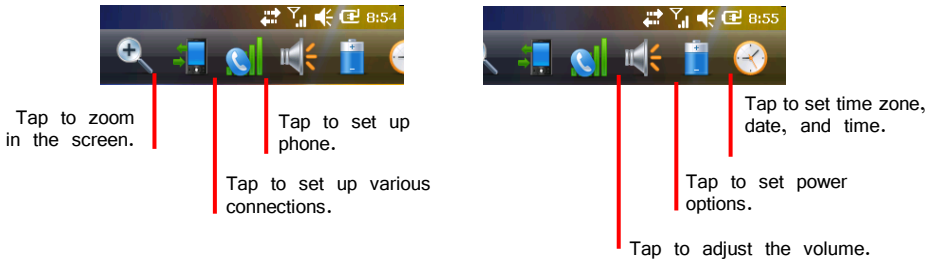 8:54
Tap to zoom
in the screen.
Tap to set up
phone.
Tap to set up various
connections.
8:55
Tap to set time zone,
date, and time.
Tap to set power
options.
Tap to adjust the volume.